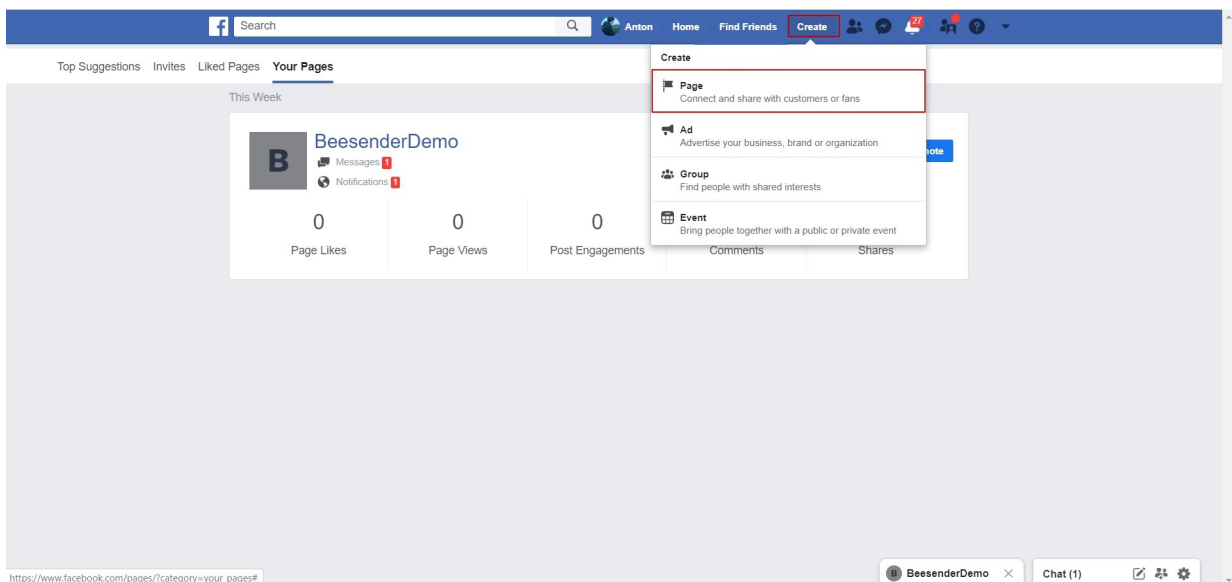 f Search Anton Home Find Friends Create 27
Top Suggestions Invites Liked Pages Your Pages
Create
Page
Connect and share with customers or fans
Ad
Advertise your business, brand or organization
Group
Find people with shared interests
Event
Bring people together with a public or private event
This Week
B
BeesenderDemo
Messages 1
Notifications 1
note
0 0 0
Page Likes Page Views Post Engagements Comments Shares
https://www.facebook.com/pages/?category=your_pages#
B BeesenderDemo Chat (1)